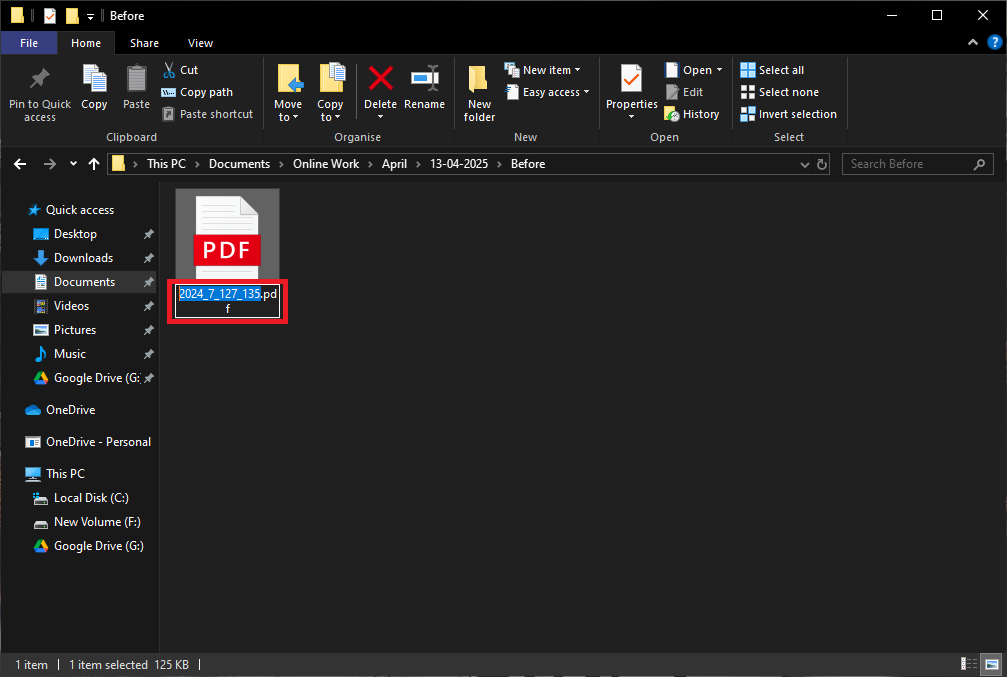 Before
File Home Share View
Pin to Quick access
Copy
Paste
Cut
Copy path
Paste shortcut
Clipboard
Move to
Copy to
Delete
Rename
Organise
New folder
New item
Easy access
New
Properties
Open
Edit
History
Open
Select all
Select none
Invert selection
Select
This PC > Documents > Online Work > April > 13-04-2025 > Before
Search Before
Quick access
Desktop
Downloads
Documents
Videos
Pictures
Music
Google Drive (G:
OneDrive
OneDrive - Personal
This PC
Local Disk (C:)
New Volume (F:)
Google Drive (G:)
PDF
2024_7_127_135.pd
f
1 item | 1 item selected 125 KB |